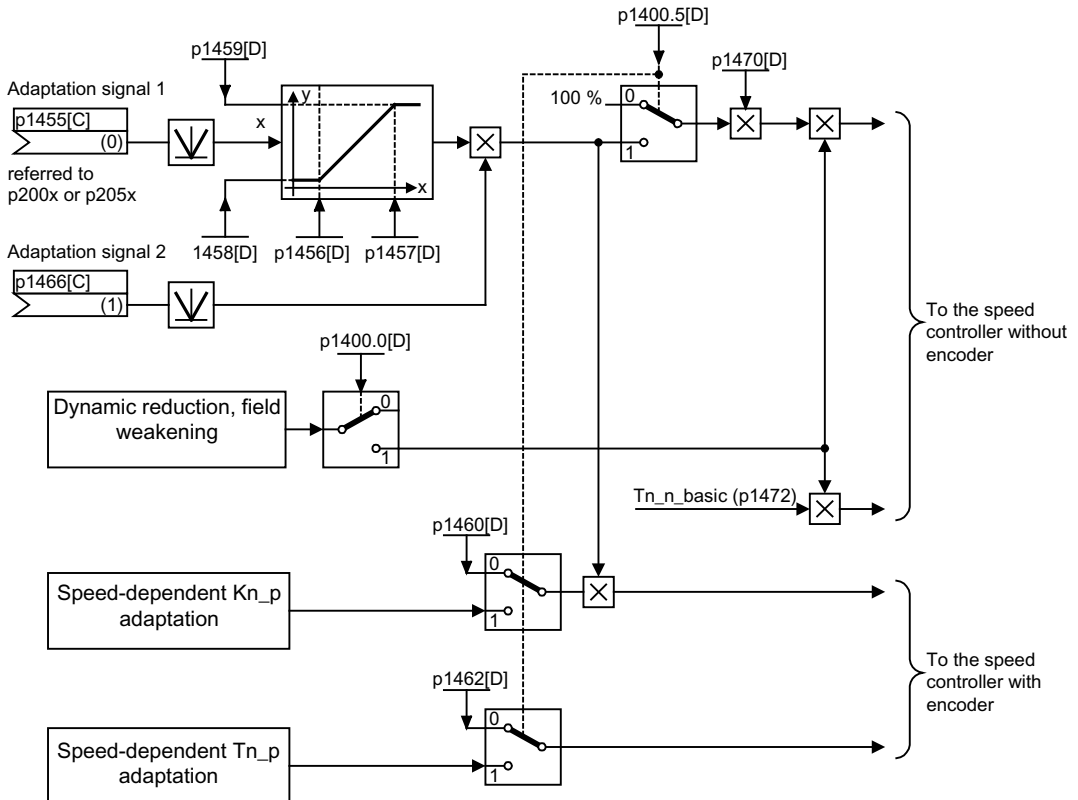 p1400.5[D]
p1459[D]
p1470[D]
Adaptation signal 1
p1455[C]
(0)
x
y
x
100 %
0
1
referred to
p200x or p205x
1458[D]
p1456[D]
p1457[D]
Adaptation signal 2
p1466[C]
(1)
To the speed
controller without
encoder
p1400.0[D]
Dynamic reduction, field
weakening
0
1
Tn_n_basic (p1472)
p1460[D]
Speed-dependent Kn_p
adaptation
0
1
To the speed
controller with
encoder
p1462[D]
Speed-dependent Tn_p
adaptation
0
1